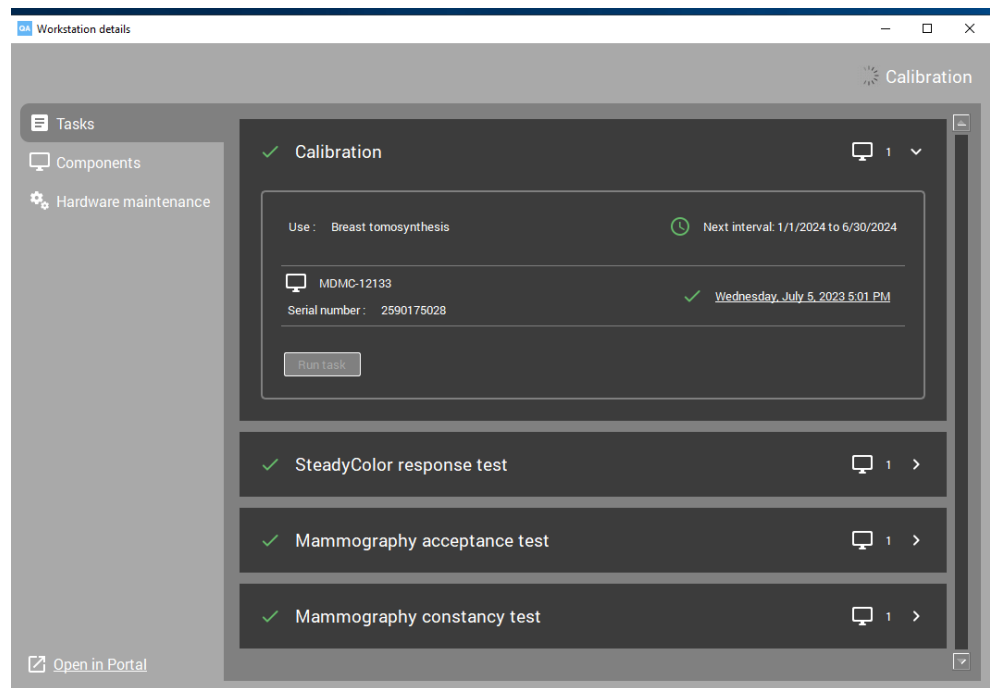 QA Workstation details
Calibration
Tasks
Components
Hardware maintenance
Calibration 1
Use : Breast tomosynthesis
Next interval: 1/1/2024 to 6/30/2024
MDMC-12133
Serial number : 2590175028
Wednesday, July 5, 2023 5:01 PM
Run task
SteadyColor response test 1
Mammography acceptance test 1
Mammography constancy test 1
Open in Portal